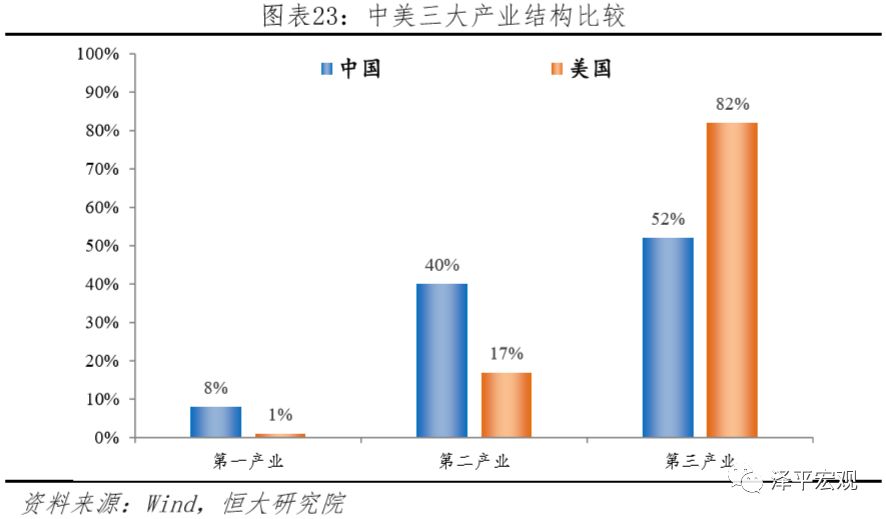 图表23：中美三大产业结构比较
中国 美国
100%
90%
80%
70%
60%
50%
40%
30%
20%
10%
0%
8% 1%
40% 17%
52% 82%
第一产业 第二产业 第三产业
泽平宏观
资料来源：Wind，恒大研究院